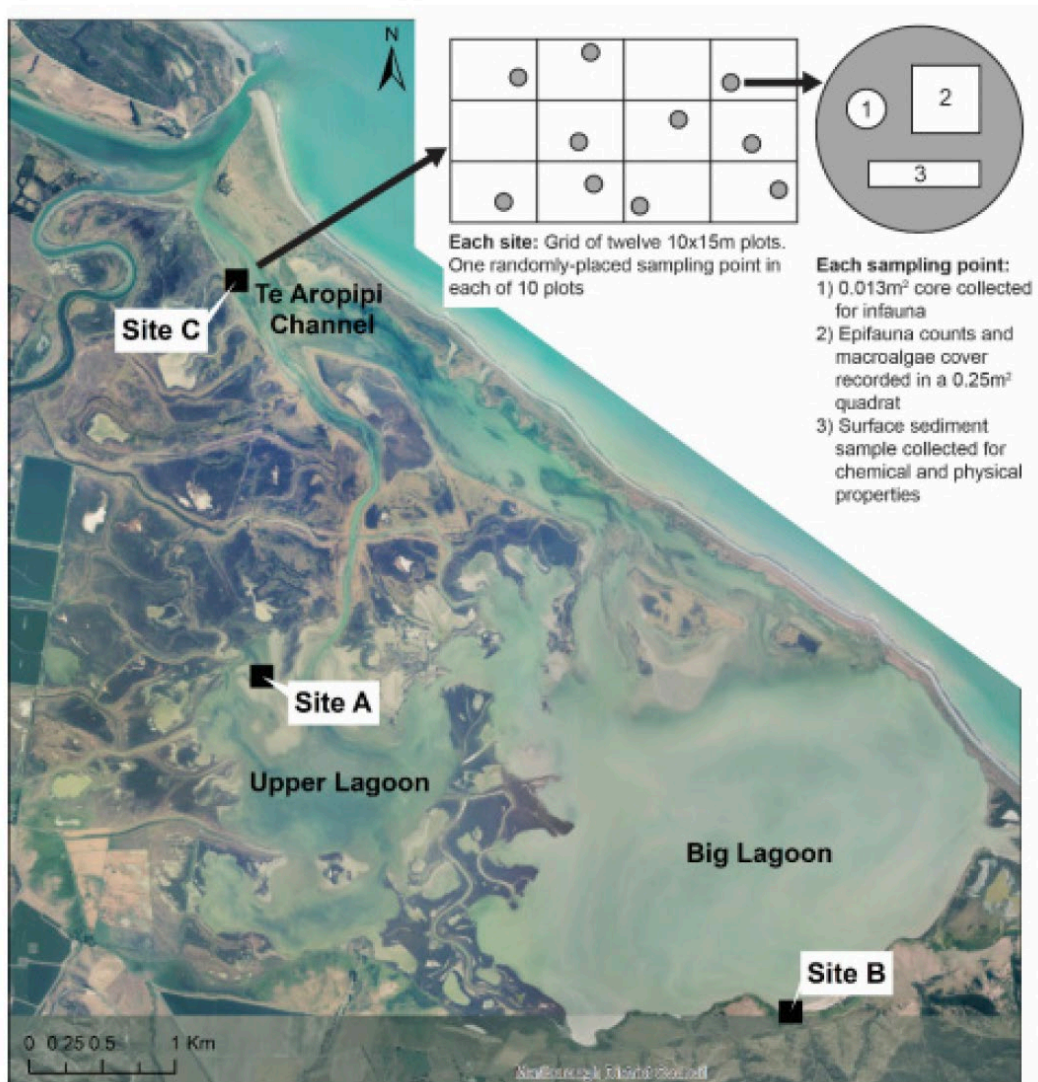 N
1
2
3
Each site: Grid of twelve 10x15m plots.
One randomly-placed sampling point in
each of 10 plots
Each sampling point:
1) 0.013m² core collected
for infauna
2) Epifauna counts and
macroalgae cover
recorded in a 0.25m²
quadrat
3) Surface sediment
sample collected for
chemical and physical
properties
Te Aropipi
Channel
Site C
Site A
Upper Lagoon
Big Lagoon
Site B
0 0.25 0.5 1 Km